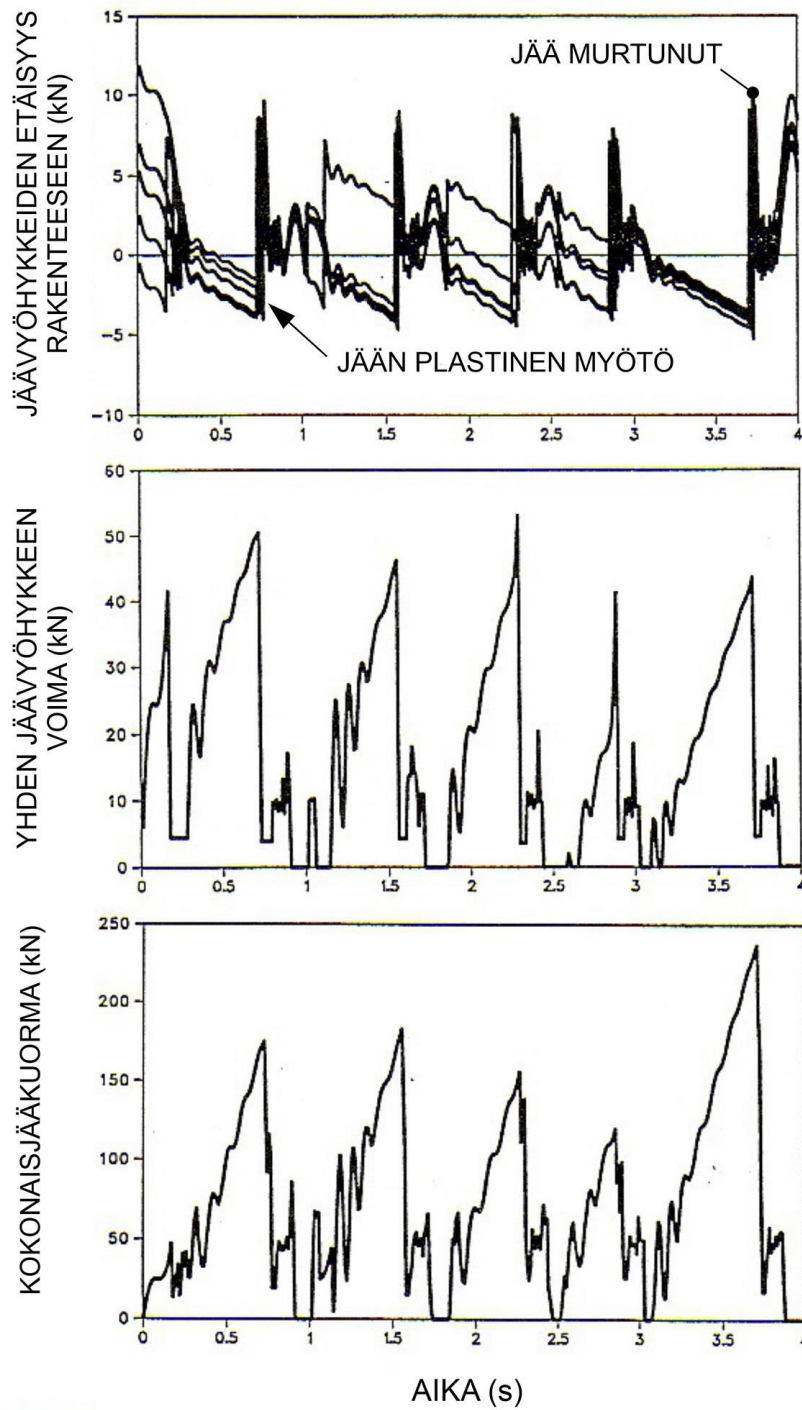 JÄÄVYÖHYKKEIDEN ETÄISYYS
RAKENTEESEEN (kN)
15
10
5
0
−5
−10
JÄÄ MURTUNUT
JÄÄN PLASTINEN MYÖTÖ
0 0.5 1 1.5 2 2.5 3 3.5 4
YHDEN JÄÄVYÖHYKKEEN
VOIMA (kN)
60
50
40
30
20
10
0
0 0.5 1 1.5 2 2.5 3 3.5 4
KOKONAISJÄÄKUORMA (kN)
250
200
150
100
50
0
0 0.5 1 1.5 2 2.5 3 3.5 4
AIKA (s)